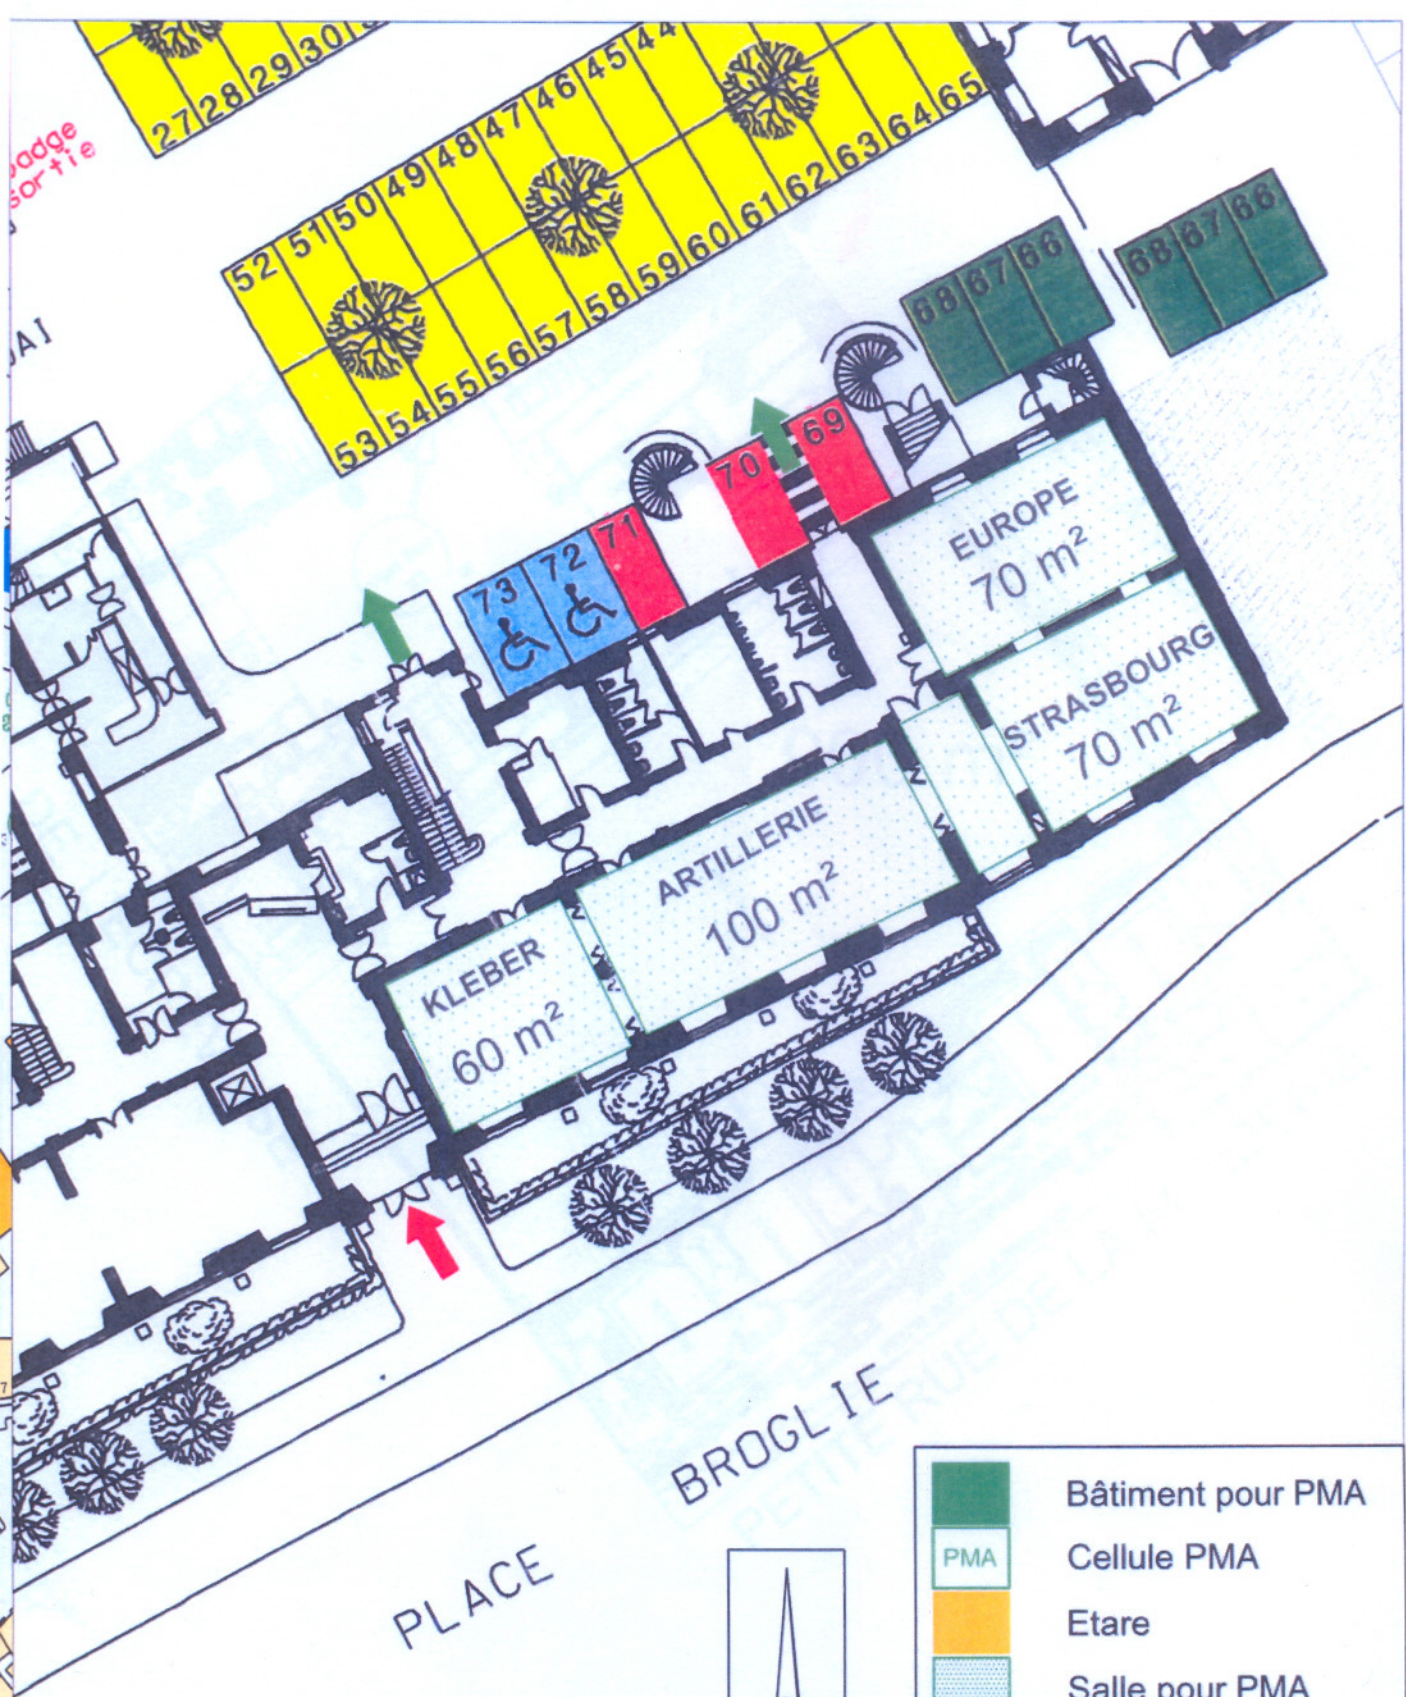 27 28 29 30
badge
sortie
44
52 51 50 49 48 47 46 45
53 54 55 56 57 58 59 60 61 62 63 64 65
68 67 66
68 67 66
73 72 71 70 69
EUROPE
70 m²
STRASBOURG
70 m²
ARTILLERIE
100 m²
KLEBER
60 m²
PLACE BROGLIE
PETITE RUE DE
Bâtiment pour PMA
PMA Cellule PMA
Etare
Salle pour PMA